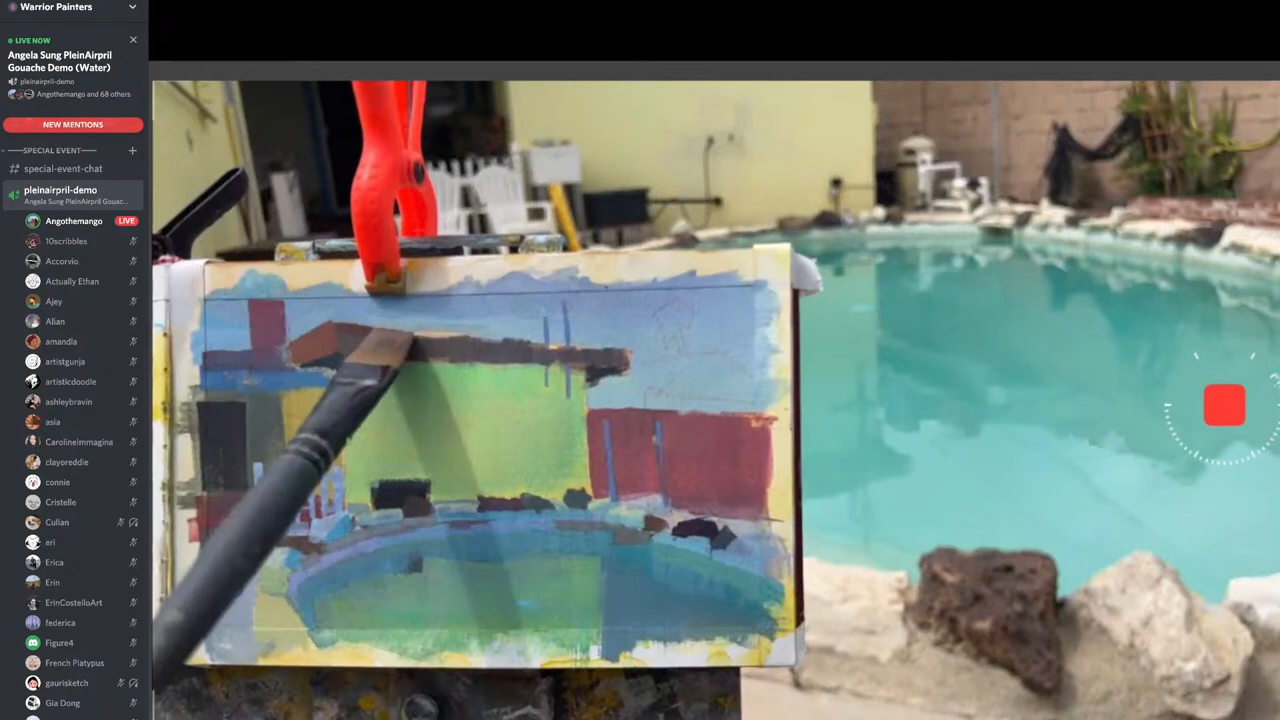 Warrior Painters
LIVE NOW
Angela Sung PleinAirpril
Gouache Demo (Water)
pleinairpril-demo
Angothemango and 68 others
NEW MENTIONS
SPECIAL EVENT
special-event-chat
pleinairpril-demo
Angela Sung PleinAirpril Gouac...
Angothemango LIVE
10scribbles
Accorvio
Actually Ethan
Ajey
Alian
amandla
artistgunja
artisticdoodle
ashleybravin
asia
CarolineImmagina
clayoreddie
connie
Cristelle
Cullan
eri
Erica
Erin
ErinCostelloArt
federica
Figure4
French Platypus
gaurisketch
Gia Dong